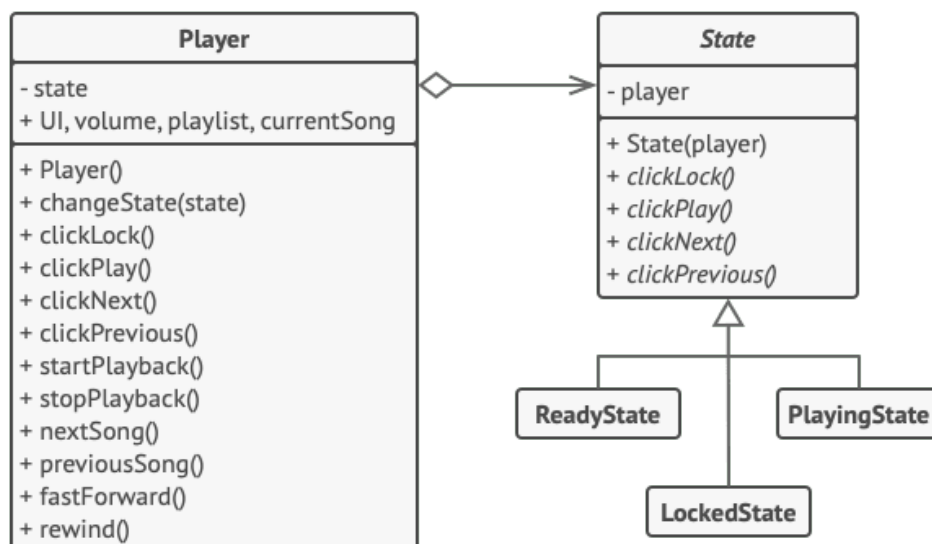 Player
- state
+ UI, volume, playlist, currentSong
+ Player()
+ changeState(state)
+ clickLock()
+ clickPlay()
+ clickNext()
+ clickPrevious()
+ startPlayback()
+ stopPlayback()
+ nextSong()
+ previousSong()
+ fastForward()
+ rewind()
State
- player
+ State(player)
+ clickLock()
+ clickPlay()
+ clickNext()
+ clickPrevious()
ReadyState
PlayingState
LockedState